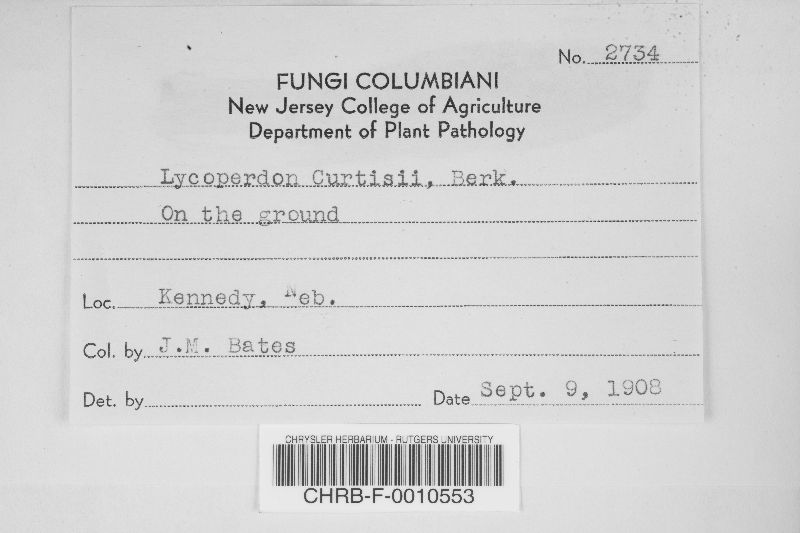 No. 2734
FUNGI COLUMBIANI
New Jersey College of Agriculture
Department of Plant Pathology
Lycoperdon Curtisii, Berk.
On the ground
Loc. Kennedy, Neb.
Col. by J.M. Bates
Det. by
Date Sept. 9, 1908
CHRYSLER HERBARIUM - RUTGERS UNIVERSITY
CHRB-F-0010553